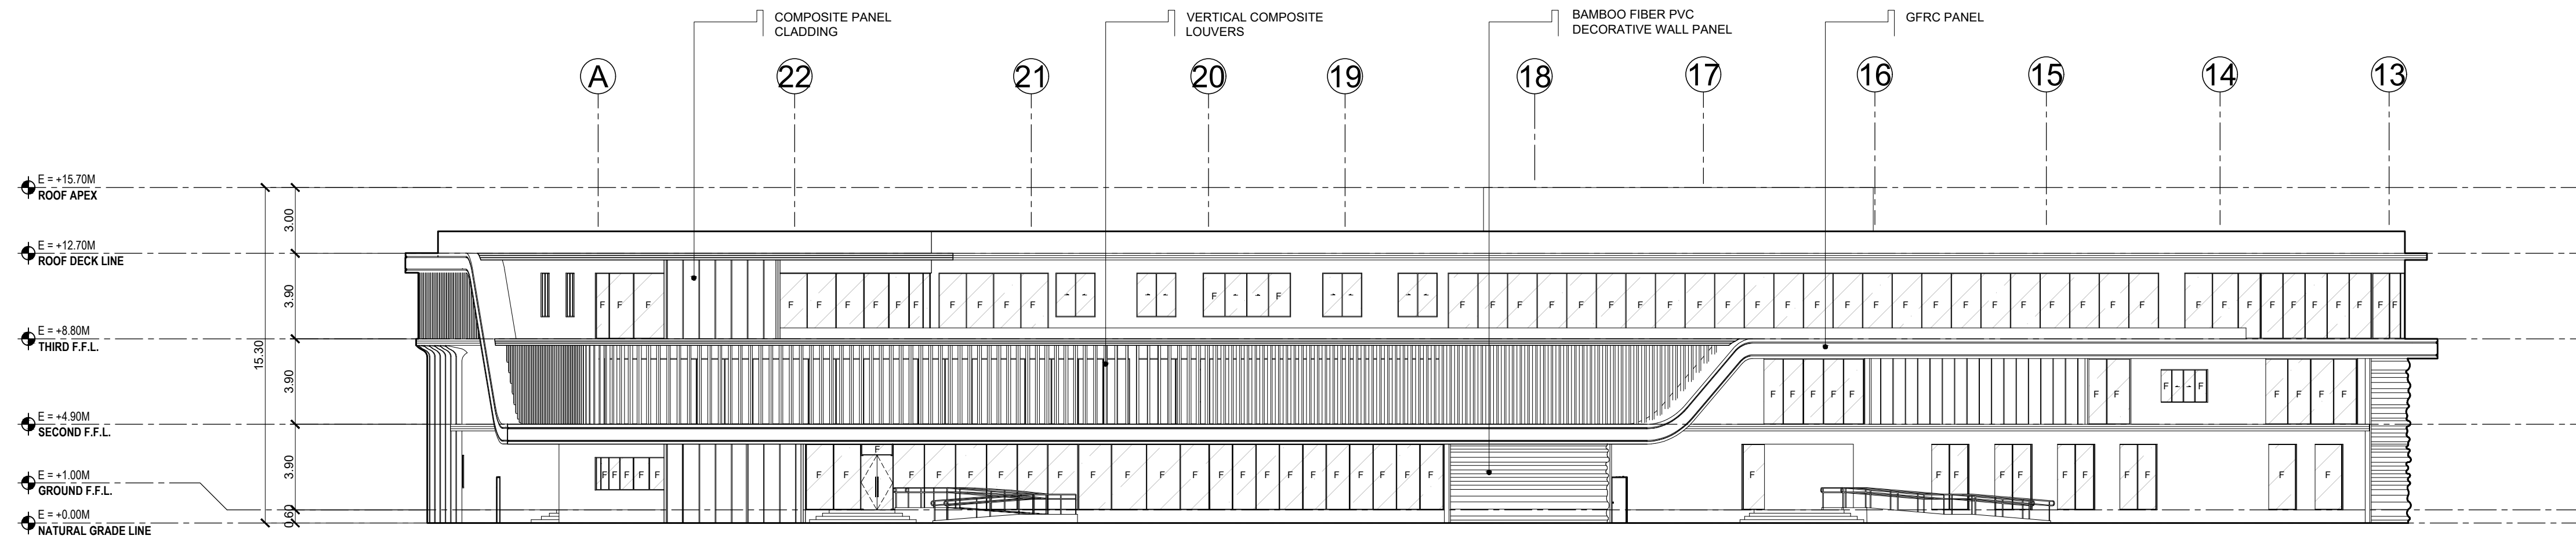 COMPOSITE PANEL
CLADDING
VERTICAL COMPOSITE
LOUVERS
BAMBOO FIBER PVC
DECORATIVE WALL PANEL
GFRC PANEL
A 22 21 20 19 18 17 16 15 14 13
E = +15.70M
ROOF APEX
3.00
E = +12.70M
ROOF DECK LINE
3.90
F F F F F F F F F F F F F F F F F F F F F F F F F F F F F F F F F F F F F F F F F F F F F F F
E = +8.80M
THIRD F.F.L.
15.30
3.90
F F F F F F F F F F F F F
E = +4.90M
SECOND F.F.L.
3.90
F
F F F F F F F F F F F F F F F F F F F F F F F F F F F F F F F F F F F
E = +1.00M
GROUND F.F.L.
0.60
E = +0.00M
NATURAL GRADE LINE